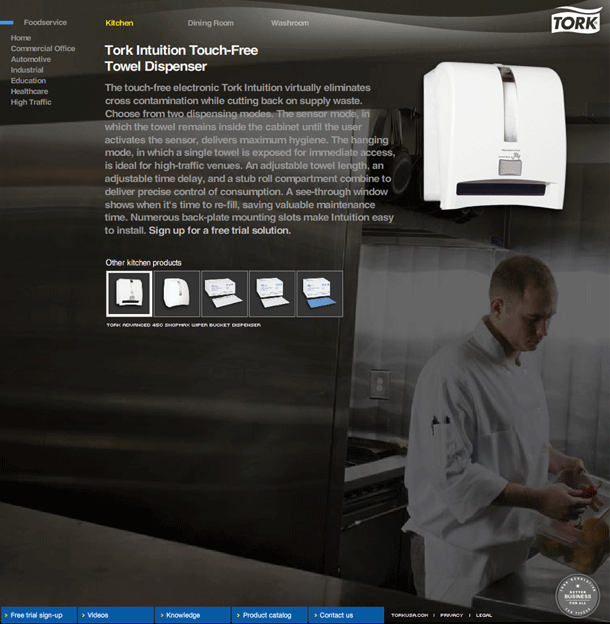 Foodservice
Kitchen
Dining Room
Washroom
TORK
Home
Commercial Office
Automotive
Industrial
Education
Healthcare
High Traffic
Tork Intuition Touch-Free
Towel Dispenser
The touch-free electronic Tork Intuition virtually eliminates
cross contamination while cutting back on supply waste.
Choose from two dispensing modes. The sensor mode, in
which the towel remains inside the cabinet until the user
activates the sensor, delivers maximum hygiene. The hanging
mode, in which a single towel is exposed for immediate access,
is ideal for high-traffic venues. An adjustable towel length, an
adjustable time delay, and a stub roll compartment combine to
deliver precise control of consumption. A see-through window
shows when it's time to re-fill, saving valuable maintenance
time. Numerous back-plate mounting slots make Intuition easy
to install. Sign up for a free trial solution.
Other kitchen products
TORK ADVANCED 450 SHOPMAX WIPER BUCKET DISPENSER
BETTER
BUSINESS
FOR ALL
› Free trial sign-up
› Videos
› Knowledge
› Product catalog
› Contact us
TORKUSA.COM | PRIVACY | LEGAL